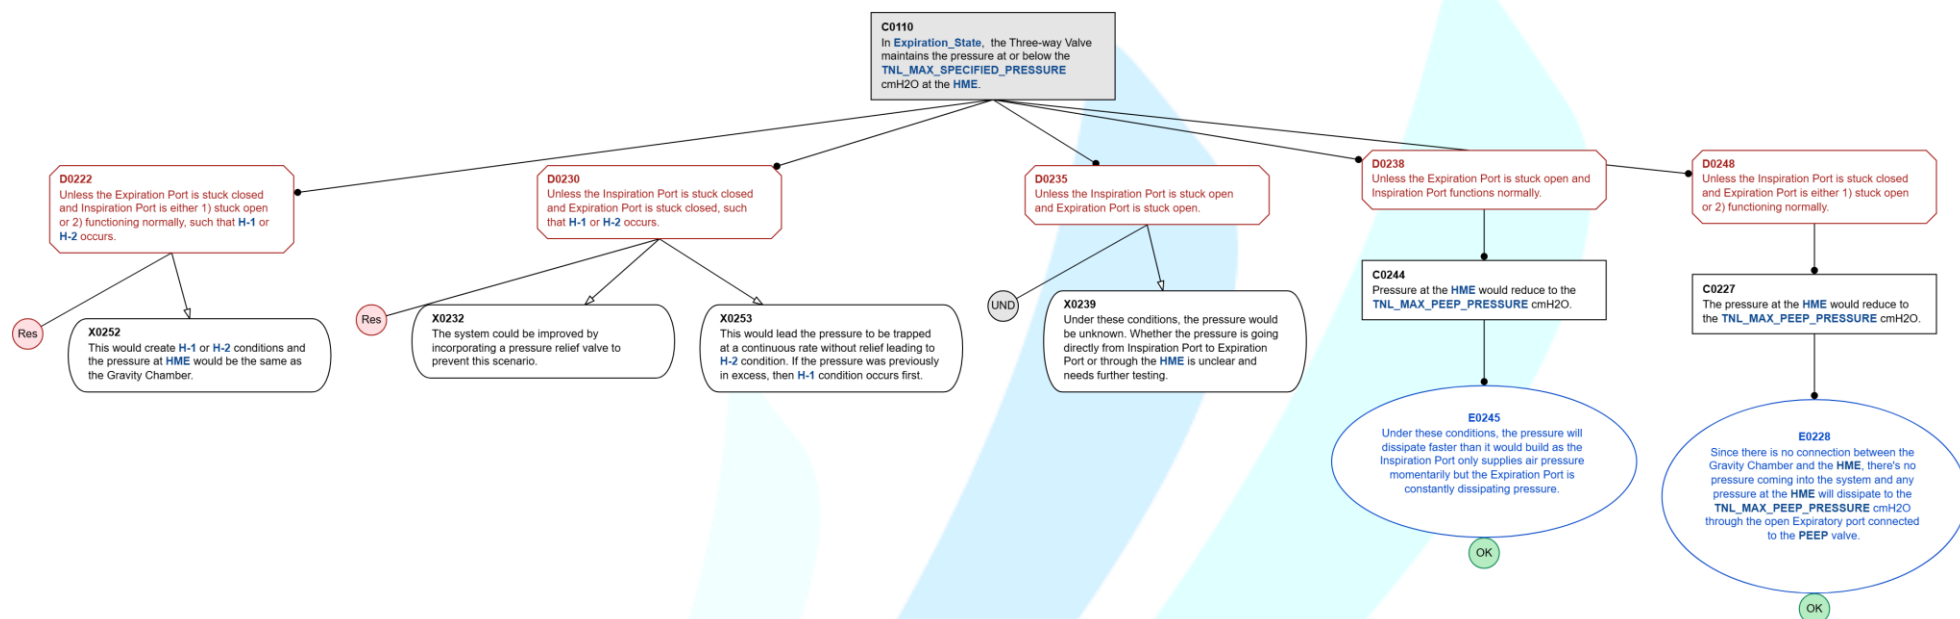 C0110
In Expiration_State, the Three-way Valve
maintains the pressure at or below the
TNL_MAX_SPECIFIED_PRESSURE
cmH2O at the HME.
D0222
Unless the Expiration Port is stuck closed
and Inspiration Port is either 1) stuck open
or 2) functioning normally, such that H-1 or
H-2 occurs.
D0230
Unless the Inspiration Port is stuck closed
and Expiration Port is stuck closed, such
that H-1 or H-2 occurs.
D0235
Unless the Inspiration Port is stuck open
and Expiration Port is stuck open.
D0238
Unless the Expiration Port is stuck open and
Inspiration Port functions normally.
D0248
Unless the Inspiration Port is stuck closed
and Expiration Port is either 1) stuck open
or 2) functioning normally.
Res
X0252
This would create H-1 or H-2 conditions and
the pressure at HME would be the same as
the Gravity Chamber.
Res
X0232
The system could be improved by
incorporating a pressure relief valve to
prevent this scenario.
X0253
This would lead the pressure to be trapped
at a continuous rate without relief leading to
H-2 condition. If the pressure was previously
in excess, then H-1 condition occurs first.
UND
X0239
Under these conditions, the pressure would
be unknown. Whether the pressure is going
directly from Inspiration Port to Expiration
Port or through the HME is unclear and
needs further testing.
C0244
Pressure at the HME would reduce to the
TNL_MAX_PEEP_PRESSURE cmH2O.
C0227
The pressure at the HME would reduce to
the TNL_MAX_PEEP_PRESSURE cmH2O.
E0245
Under these conditions, the pressure will
dissipate faster than it would build as the
Inspiration Port only supplies air pressure
momentarily but the Expiration Port is
constantly dissipating pressure.
OK
E0228
Since there is no connection between the
Gravity Chamber and the HME, there's no
pressure coming into the system and any
pressure at the HME will dissipate to the
TNL_MAX_PEEP_PRESSURE cmH2O
through the open Expiratory port connected
to the PEEP valve.
OK